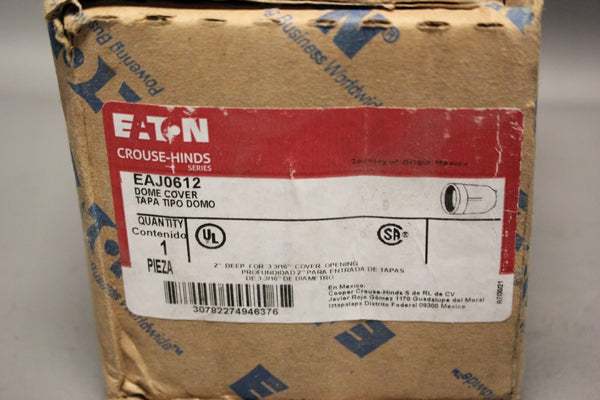 Powering Business Worldwide
EATON
CROUSE-HINDS
SERIES
Country of Origin Mexico
EAJ0612
DOME COVER
TAPA TIPO DOMO
QUANTITY
Contenido
1
PIEZA
UL
SA
2" DEEP FOR 3 3/16" COVER OPENING
PROFUNDIDAD 2" PARA ENTRADA DE TAPAS
DE 3 3/16" DE DIAMETRO
30782274946376
En Mexico:
Cooper Crouse-Hinds S de RL de CV
Javier Rojo Gómez 1170 Guadalupe del Moral
Iztapalapa Distrito Federal 09300 Mexico